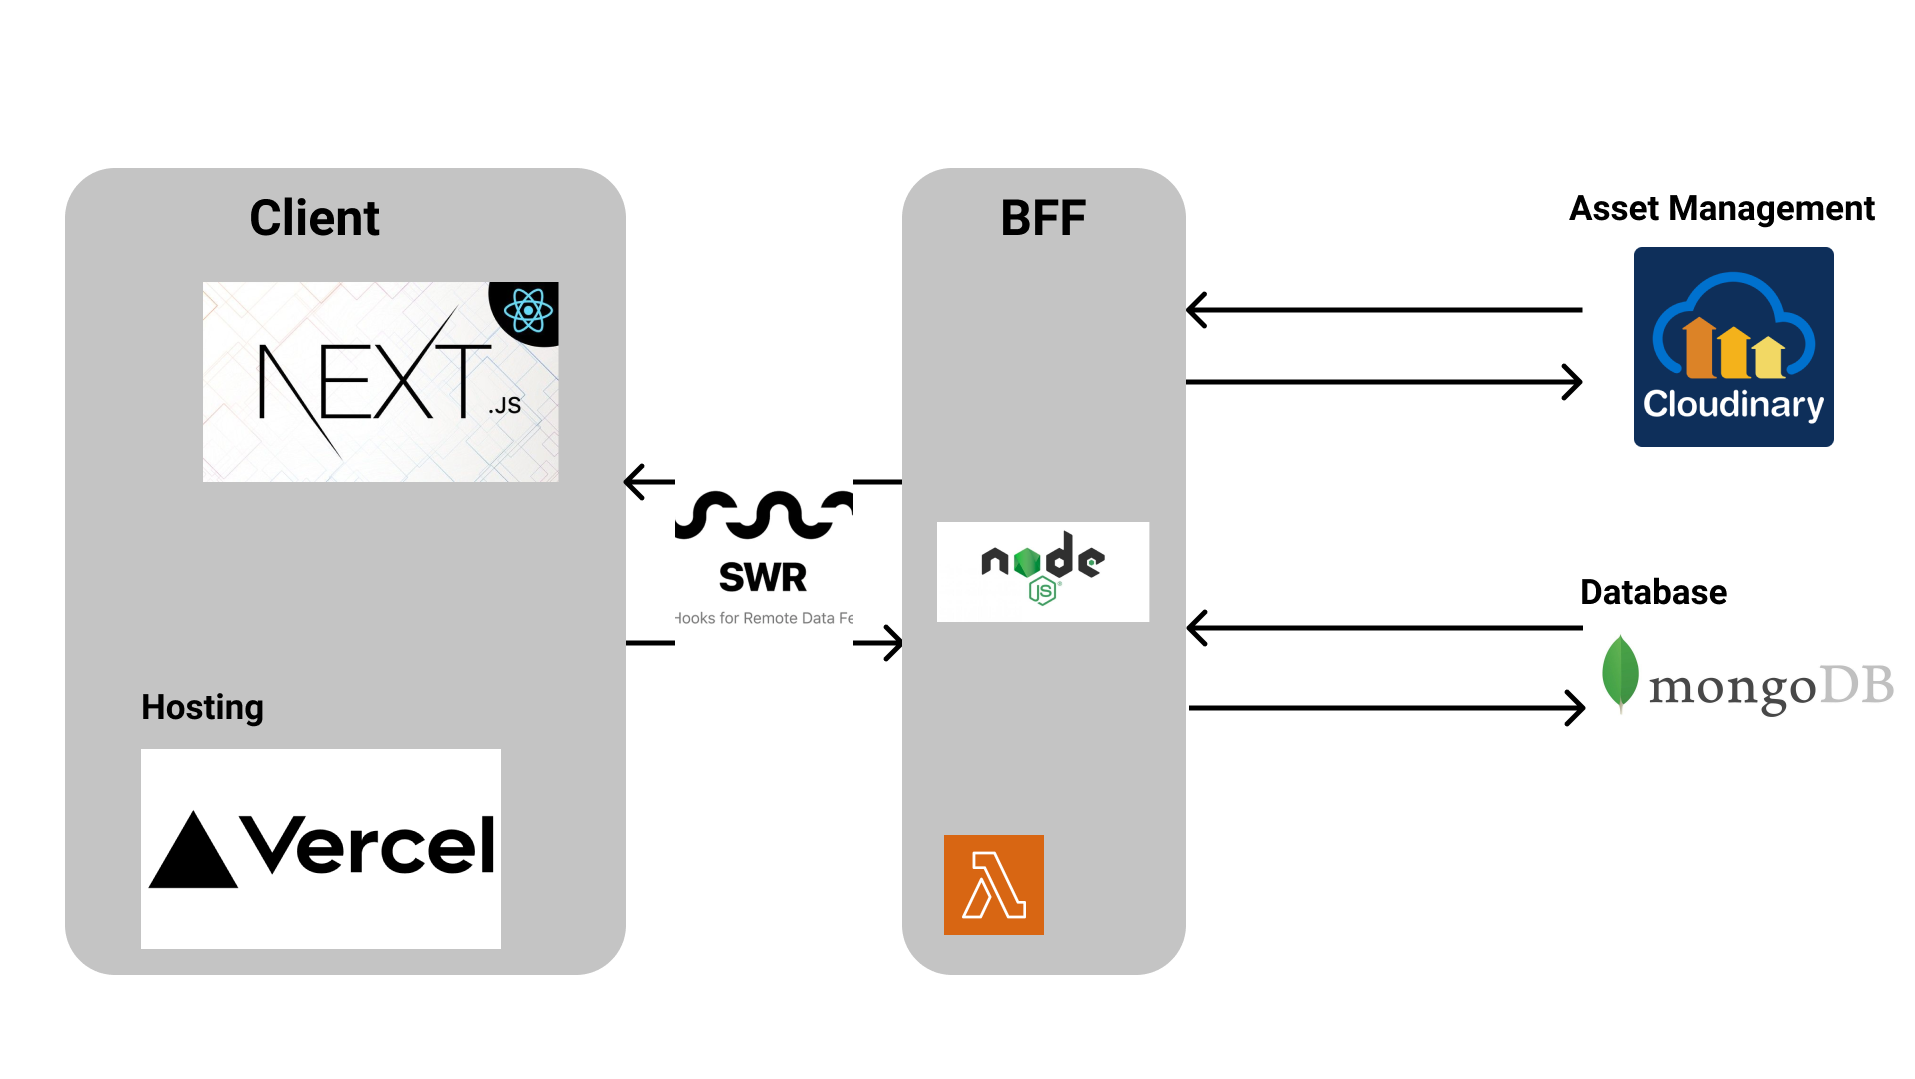 Client
NEXT.JS
Hosting
Vercel
SWR
Hooks for Remote Data Fe
BFF
node
JS
Asset Management
Cloudinary
Database
mongoDB